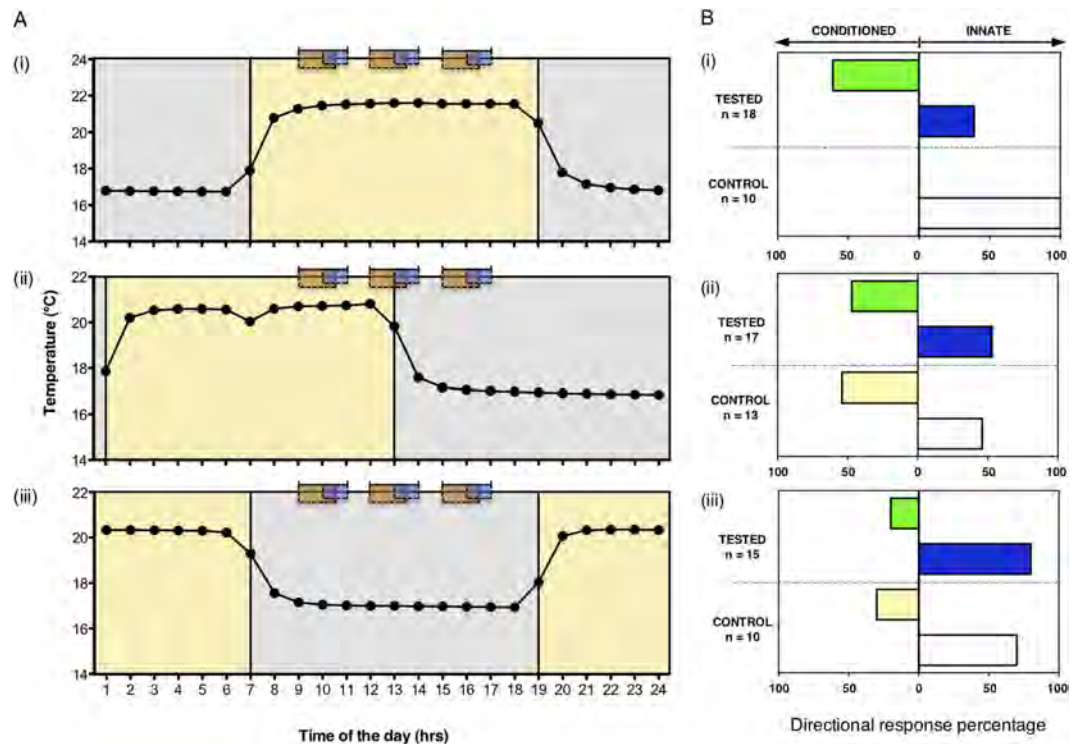 A
(i)
24
22
20
18
16
14
(ii)
22
20
18
16
14
(iii)
22
20
18
16
14
Temperature (°C)
1 2 3 4 5 6 7 8 9 10 11 12 13 14 15 16 17 18 19 20 21 22 23 24
Time of the day (hrs)
B
CONDITIONED INNATE
(i)
TESTED
n = 18
CONTROL
n = 10
100 50 0 50 100
(ii)
TESTED
n = 17
CONTROL
n = 13
100 50 0 50 100
(iii)
TESTED
n = 15
CONTROL
n = 10
100 50 0 50 100
Directional response percentage